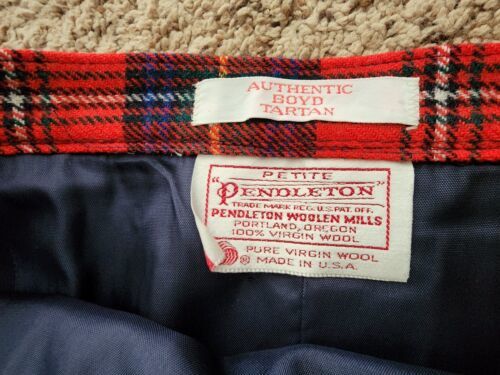 AUTHENTIC
BOYD
TARTAN
PETITE
"PENDLETON"
TRADE MARK REG. U.S. PAT. OFF.
PENDLETON WOOLEN MILLS
PORTLAND, OREGON
100% VIRGIN WOOL
PURE VIRGIN WOOL
® MADE IN U.S.A.